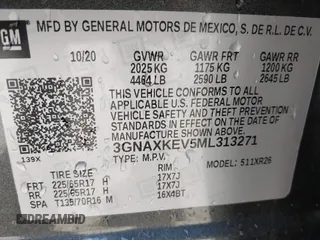 GM
MFD BY GENERAL MOTORS DE MEXICO, S. DE R.L. DE C.V.
10/20 GVWR GAWR FRT GAWR RR
2025 KG 1175 KG 1200 KG
4464 LB 2590 LB 2645 LB
THIS VEHICLE CONFORMS TO ALL APPLICABLE
U.S. FEDERAL MOTOR VEHICLE SAFETY, BUMPER,
AND THEFT PREVENTION STANDARDS IN EFFECT ON
THE DATE OF MANUFACTURE SHOWN ABOVE.
3GNAXKEV5ML313271
139X TYPE: M.P.V. 511XR26
TIRE SIZE RIM
FRT 225/65R17 H 17X7J
RR 225/65R17 H 17X7J
SPA T135/70R16 M 16X4BT
DREAMBID